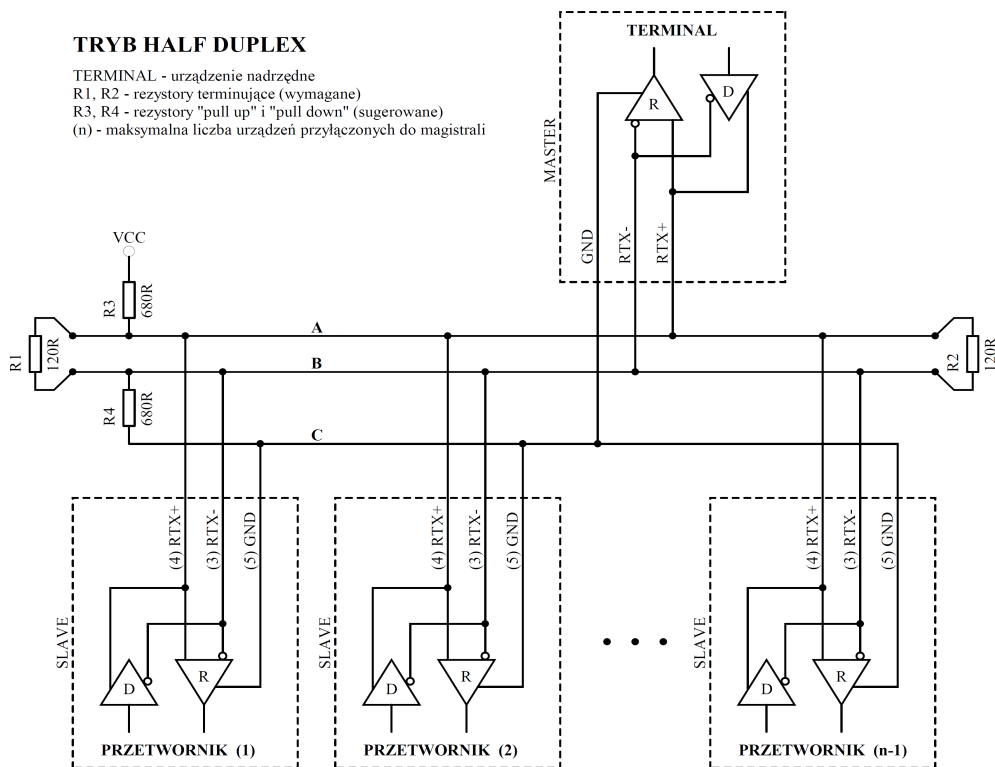 TRYB HALF DUPLEX
TERMINAL - urządzenie nadrzędne
R1, R2 - rezystory terminujące (wymagane)
R3, R4 - rezystory "pull up" i "pull down" (sugerowane)
(n) - maksymalna liczba urządzeń przyłączonych do magistrali
TERMINAL
R
D
MASTER
GND
RTX-
RTX+
VCC
R3
680R
A
R1
120R
B
R2
120R
R4
680R
C
SLAVE
(4) RTX+
(3) RTX-
(5) GND
D
R
PRZETWORNIK (1)
SLAVE
(4) RTX+
(3) RTX-
(5) GND
D
R
PRZETWORNIK (2)
• • •
SLAVE
(4) RTX+
(3) RTX-
(5) GND
D
R
PRZETWORNIK (n-1)